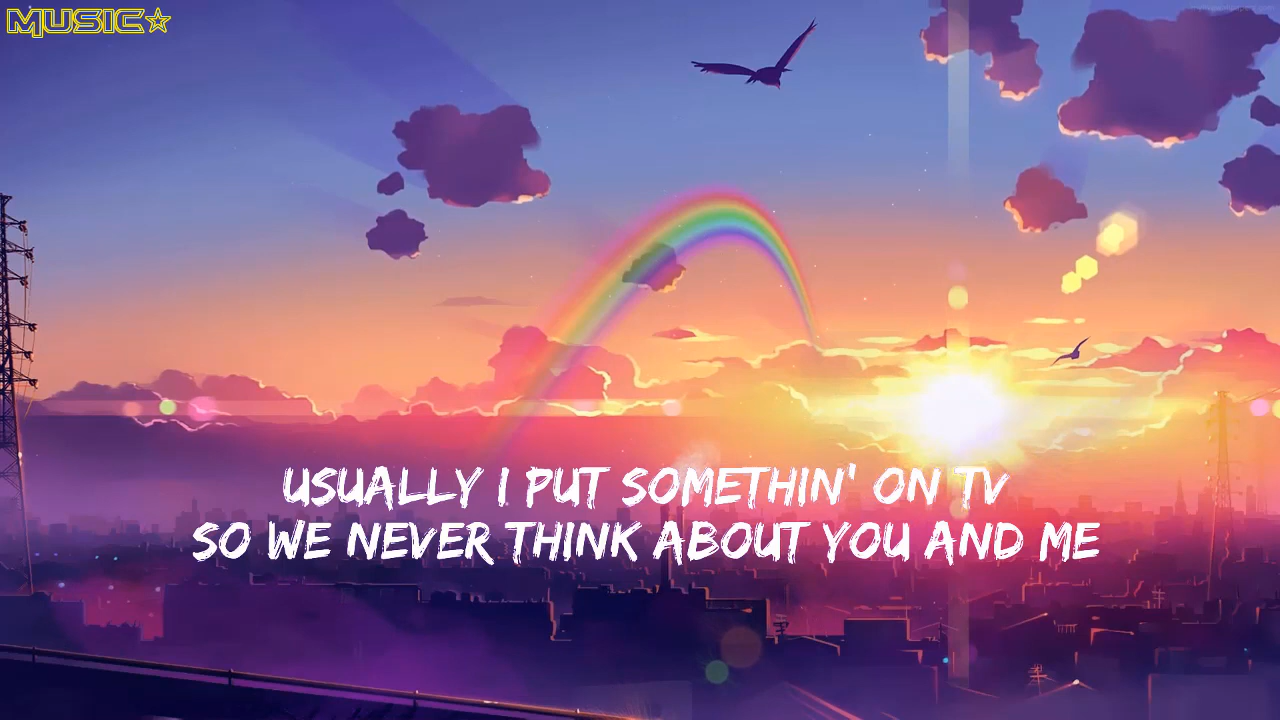 MUSIC☆
USUALLY I PUT SOMETHIN' ON TV
SO WE NEVER THINK ABOUT YOU AND ME